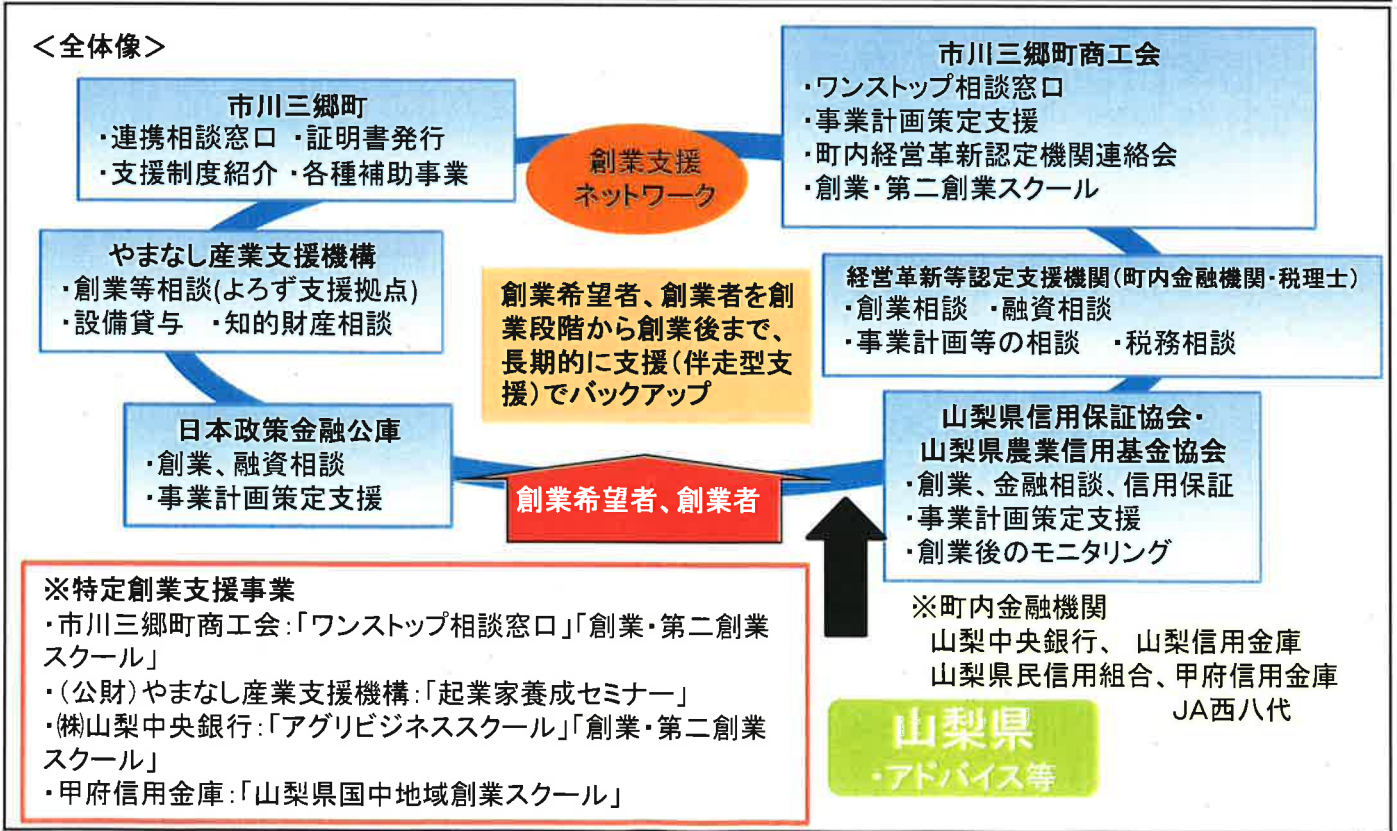 ＜全体像＞
市川三郷町
・連携相談窓口 ・証明書発行
・支援制度紹介 ・各種補助事業
創業支援
ネットワーク
市川三郷町商工会
・ワンストップ相談窓口
・事業計画策定支援
・町内経営革新認定機関連絡会
・創業・第二創業スクール
やまなし産業支援機構
・創業等相談(よろず支援拠点)
・設備貸与 ・知的財産相談
創業希望者、創業者を創
業段階から創業後まで、
長期的に支援(伴走型支
援)でバックアップ
経営革新等認定支援機関(町内金融機関・税理士)
・創業相談 ・融資相談
・事業計画等の相談 ・税務相談
日本政策金融公庫
・創業、融資相談
・事業計画策定支援
創業希望者、創業者
山梨県信用保証協会・
山梨県農業信用基金協会
・創業、金融相談、信用保証
・事業計画策定支援
・創業後のモニタリング
※特定創業支援事業
・市川三郷町商工会：「ワンストップ相談窓口」「創業・第二創業
スクール」
・(公財)やまなし産業支援機構：「起業家養成セミナー」
・㈱山梨中央銀行：「アグリビジネススクール」「創業・第二創業
スクール」
・甲府信用金庫：「山梨県国中地域創業スクール」
※町内金融機関
山梨中央銀行、 山梨信用金庫
山梨県民信用組合、甲府信用金庫
JA西八代
山梨県
・アドバイス等